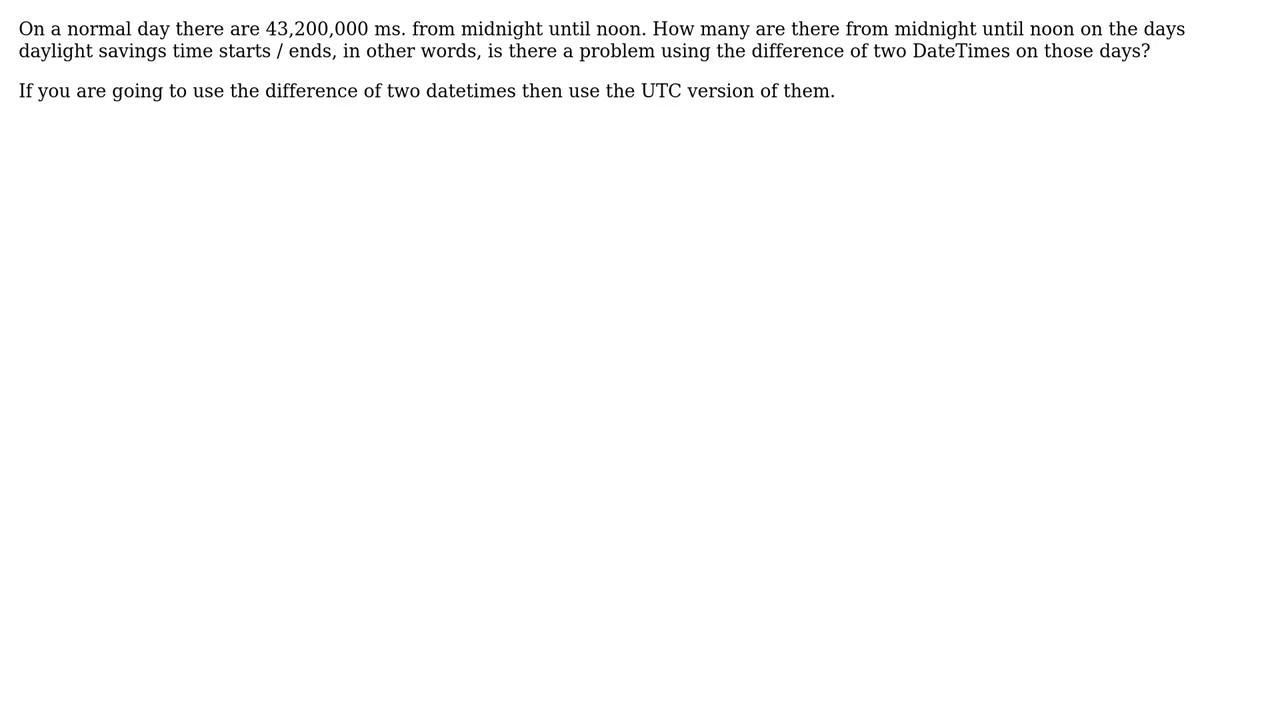 On a normal day there are 43,200,000 ms. from midnight until noon. How many are there from midnight until noon on the days
daylight savings time starts / ends, in other words, is there a problem using the difference of two DateTimes on those days?
If you are going to use the difference of two datetimes then use the UTC version of them.